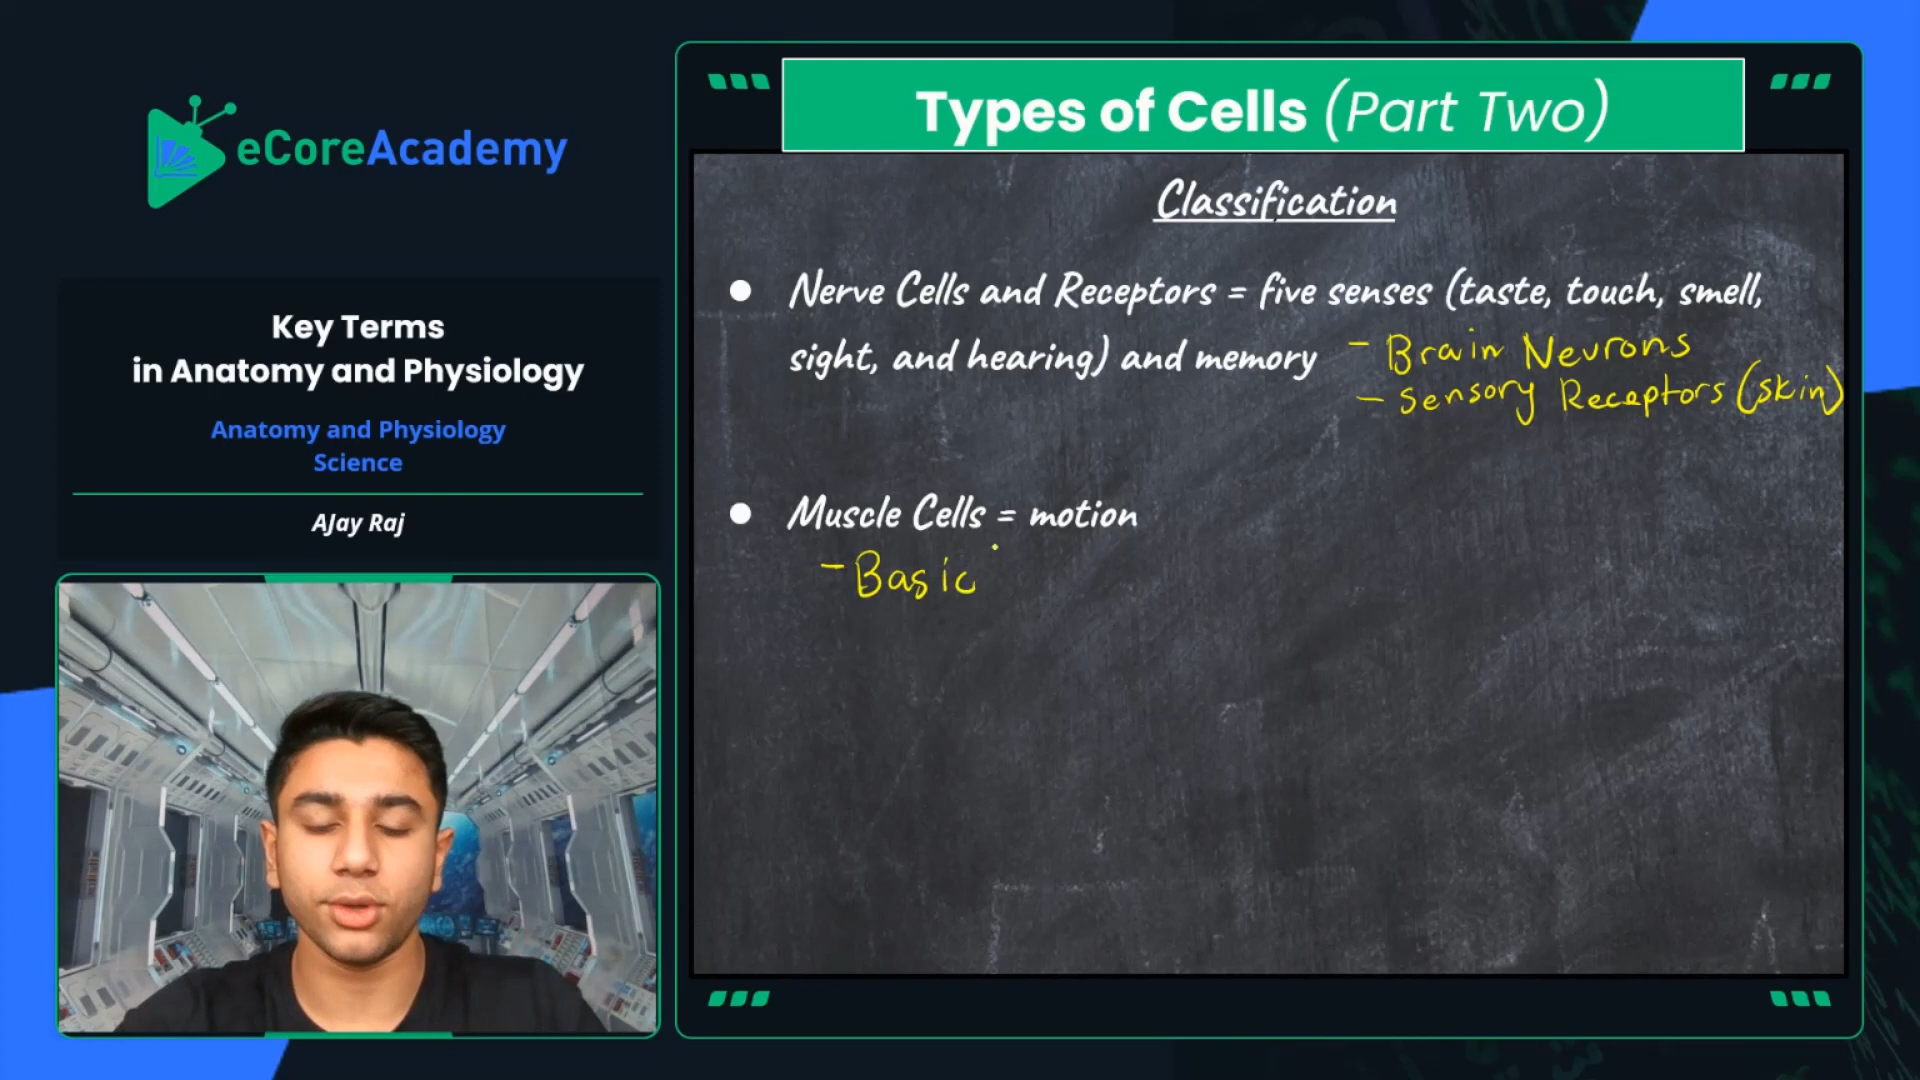 eCoreAcademy
Key Terms
in Anatomy and Physiology
Anatomy and Physiology
Science
AJay Raj
Types of Cells (Part Two)
Classification
Nerve Cells and Receptors = five senses (taste, touch, smell,
sight, and hearing) and memory
- Brain Neurons
- Sensory Receptors (skin)
Muscle Cells = motion
- Basic